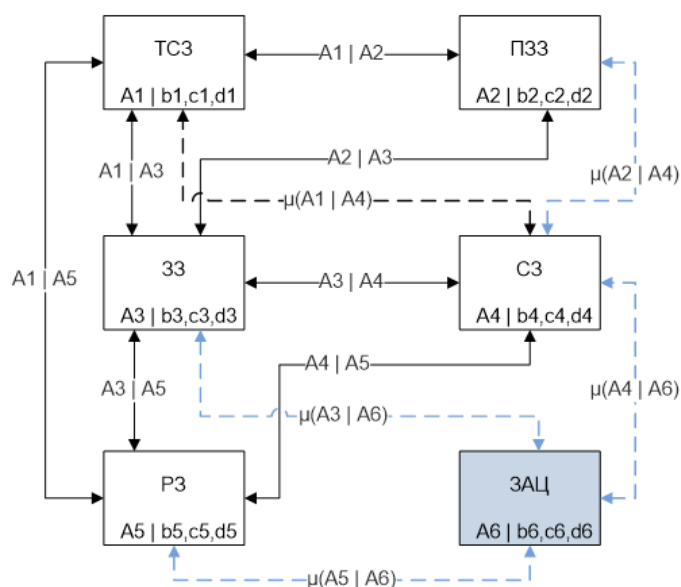 ТСЗ
A1 | b1,c1,d1
A1 | A2
ПЗЗ
A2 | b2,c2,d2
A1 | A3
A2 | A3
μ(A2 | A4)
μ(A1 | A4)
A1 | A5
ЗЗ
A3 | b3,c3,d3
A3 | A4
СЗ
A4 | b4,c4,d4
A3 | A5
A4 | A5
μ(A4 | A6)
μ(A3 | A6)
РЗ
A5 | b5,c5,d5
ЗАЦ
A6 | b6,c6,d6
μ(A5 | A6)